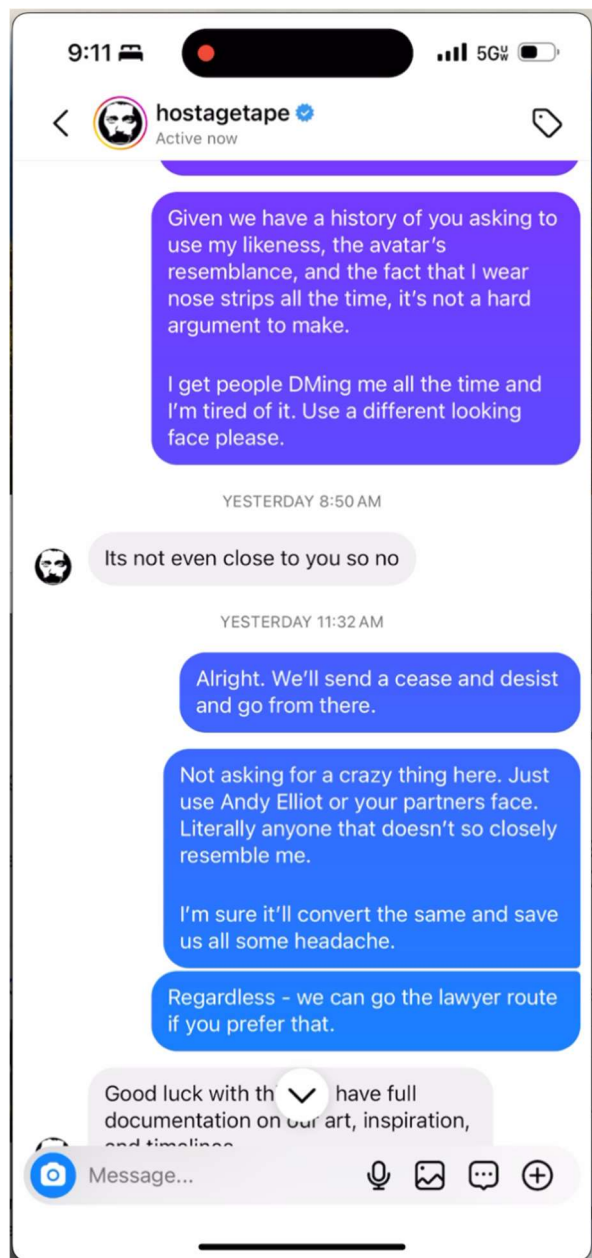 9:11
5GUW
hostagetape
Active now
Given we have a history of you asking to
use my likeness, the avatar's
resemblance, and the fact that I wear
nose strips all the time, it's not a hard
argument to make.
I get people DMing me all the time and
I'm tired of it. Use a different looking
face please.
YESTERDAY 8:50 AM
Its not even close to you so no
YESTERDAY 11:32 AM
Alright. We'll send a cease and desist
and go from there.
Not asking for a crazy thing here. Just
use Andy Elliot or your partners face.
Literally anyone that doesn't so closely
resemble me.
I'm sure it'll convert the same and save
us all some headache.
Regardless - we can go the lawyer route
if you prefer that.
Good luck with have full
documentation on our art, inspiration,
and timelines
Message...